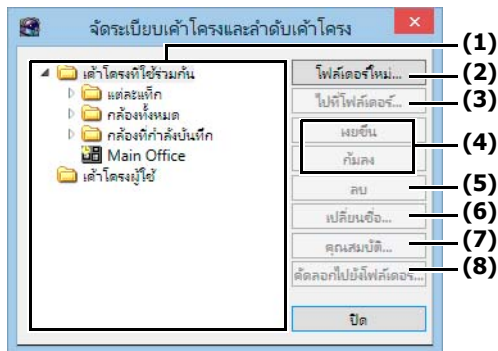 จัดระเบียบเค้าโครงและลำดับเค้าโครง
(1)
เค้าโครงที่ใช้ร่วมกัน
แต่ละแท็ก
กล้องทั้งหมด
กล้องที่กำลังบันทึก
Main Office
เค้าโครงผู้ใช้
โฟลเดอร์ใหม่...
(2)
ไปที่โฟลเดอร์...
(3)
เงยขึ้น
(4)
ก้มลง
ลบ
(5)
เปลี่ยนชื่อ...
(6)
คุณสมบัติ...
(7)
คัดลอกไปยังโฟลเดอร์...
(8)
ปิด